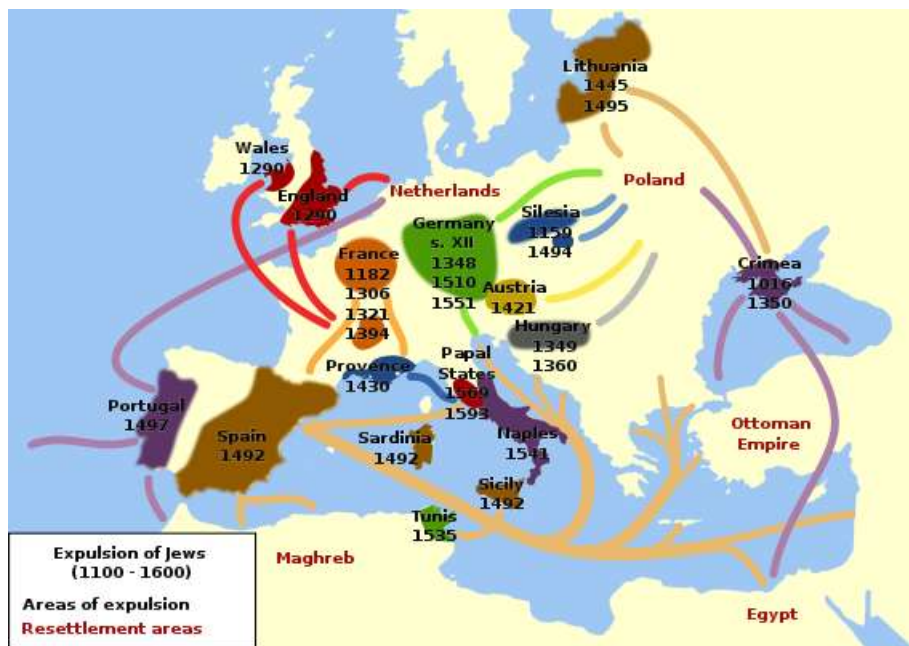 Lithuania
1445
1495
Wales
1290
England
1290
Netherlands
Poland
Germany
s. XII
1348
1510
1551
Silesia
1159
1494
France
1182
1306
1321
1394
Austria
1421
Crimea
1016
1350
Hungary
1349
1360
Provence
1430
Papal
States
1569
1593
Portugal
1497
Spain
1492
Sardinia
1492
Naples
1541
Ottoman
Empire
Sicily
1492
Tunis
1535
Maghreb
Egypt
Expulsion of Jews
(1100 - 1600)
Areas of expulsion
Resettlement areas